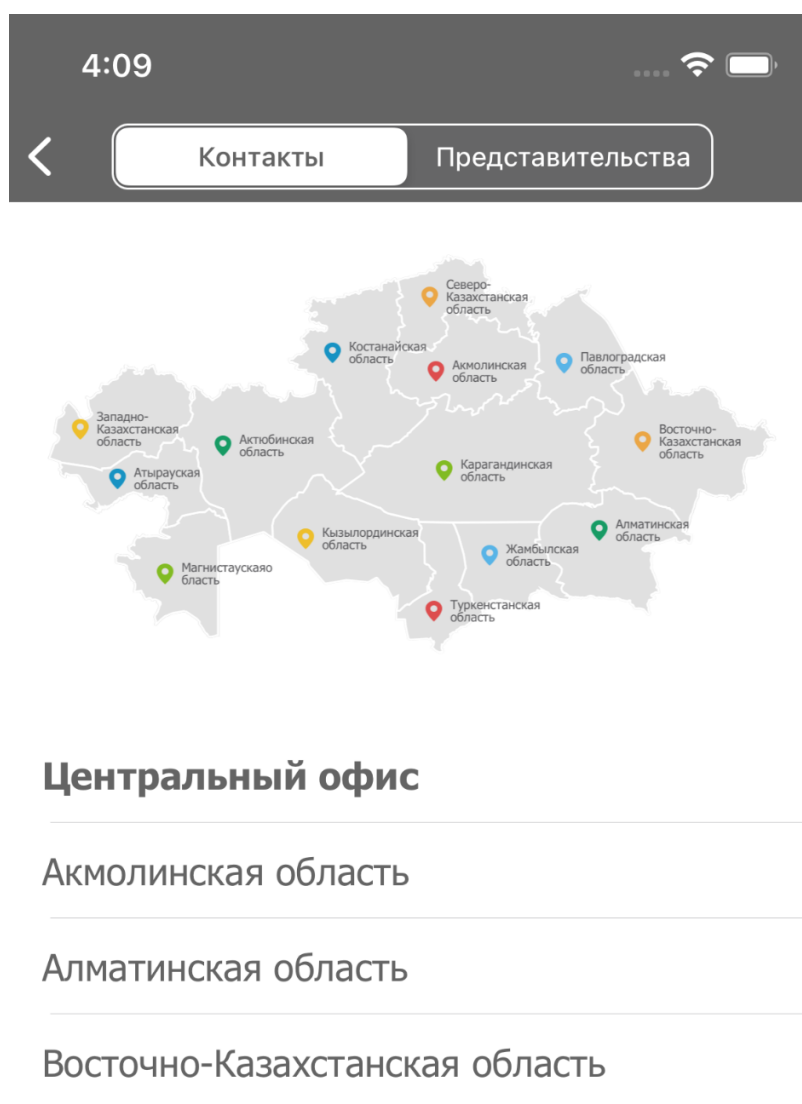 4:09
Контакты
Представительства
Северо-
Казахстанская
область
Костанайская
область
Акмолинская
область
Павлоградская
область
Западно-
Казахстанская
область
Актюбинская
область
Восточно-
Казахстанская
область
Атырауская
область
Карагандинская
область
Кызылординская
область
Алматинская
область
Жамбылская
область
Магнистаускаяо
бласть
Туркенстанская
область
Центральный офис
Акмолинская область
Алматинская область
Восточно-Казахстанская область